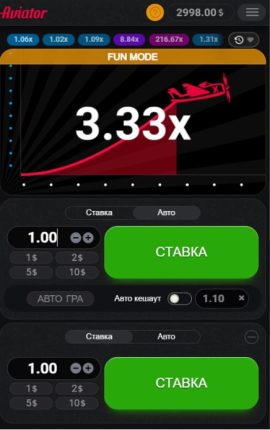 Aviator
2998.00 $
1.06x 1.02x 1.09x 8.84x 216.67x 1.31x
FUN MODE
3.33x
Ставка Авто
1.00
1$ 2$
5$ 10$
СТАВКА
АВТО ГРА Авто кешаут 1.10 ×
Ставка Авто
1.00
1$ 2$
5$ 10$
СТАВКА